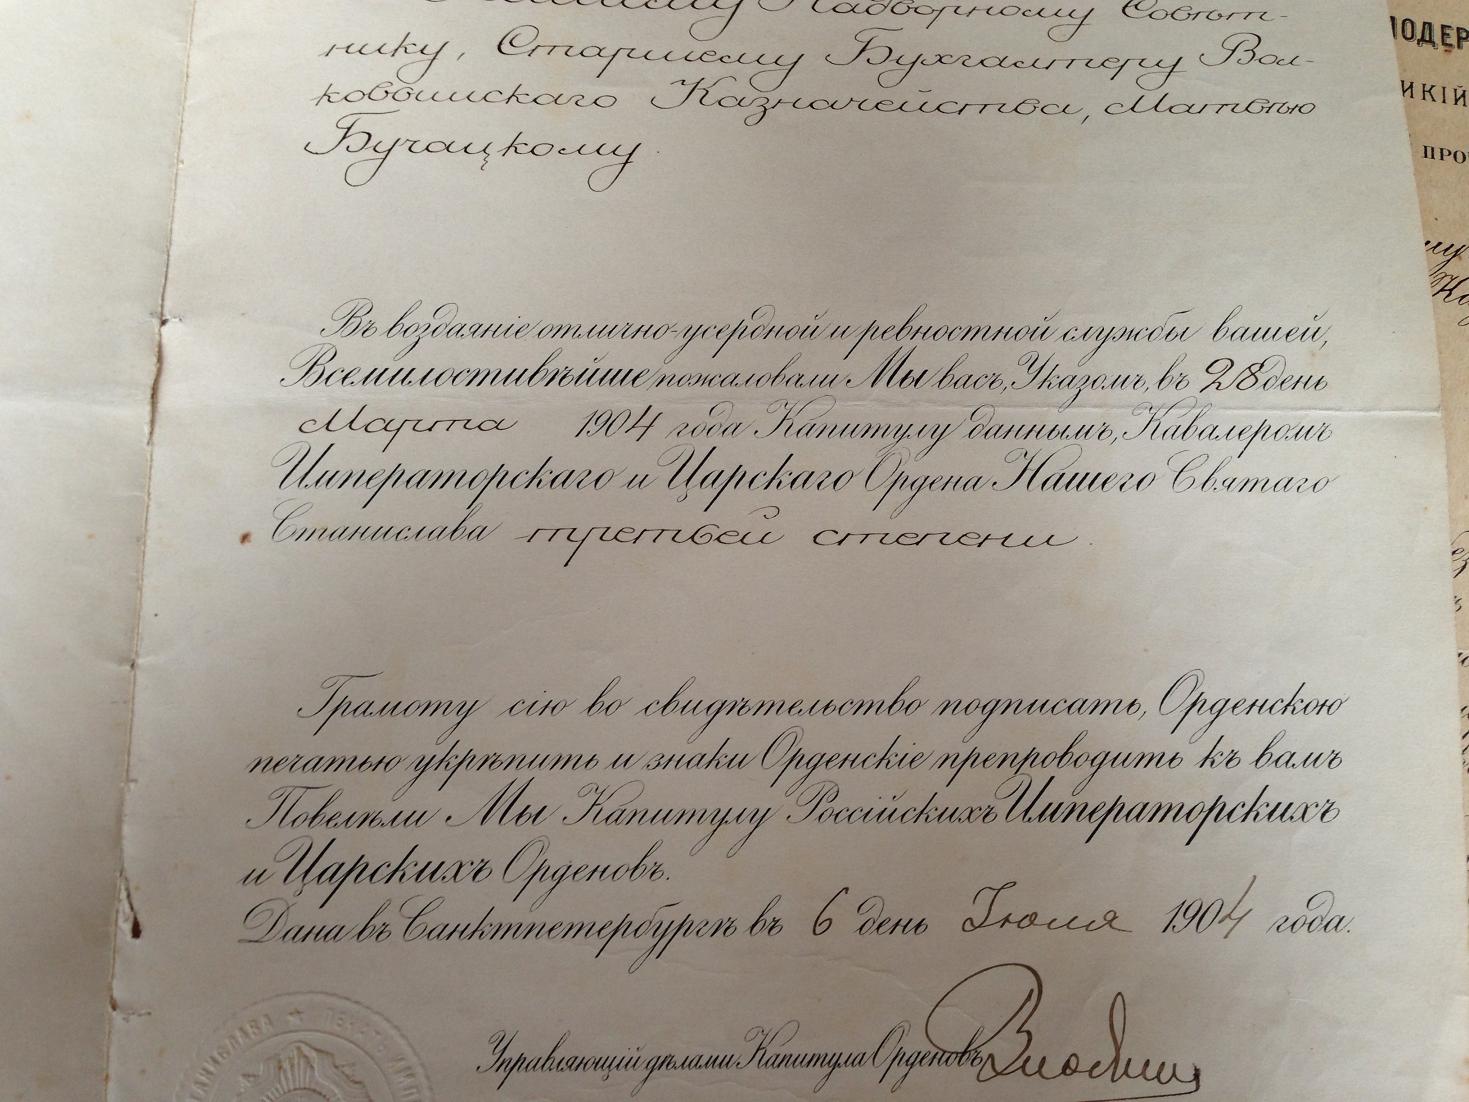 Надворному Совѣт-
нику, Старшему Бухгалтеру Вол-
ковыискаго Казначейства, Матвѣю
Бучацкому.
Въ воздаяніе отлично-усердной и ревностной службы вашей,
Всемилостивѣйше пожаловали Мы васъ, Указомъ, въ 28 день
Марта 1904 года Капитулу даннымъ, Кавалеромъ
Императорскаго и Царскаго Ордена Нашего Святаго
Станислава третьей степени.
Грамоту сію во свидѣтельство подписать, Орденскою
печатью укрѣпить и знаки Орденскіе препроводить къ вамъ
Повелѣли Мы Капитулу Россійскихъ Императорскихъ
и Царскихъ Орденовъ.
Дана въ Санктпетербургѣ въ 6 день Іюля 1904 года.
Управляющій дѣлами Капитула Орденовъ